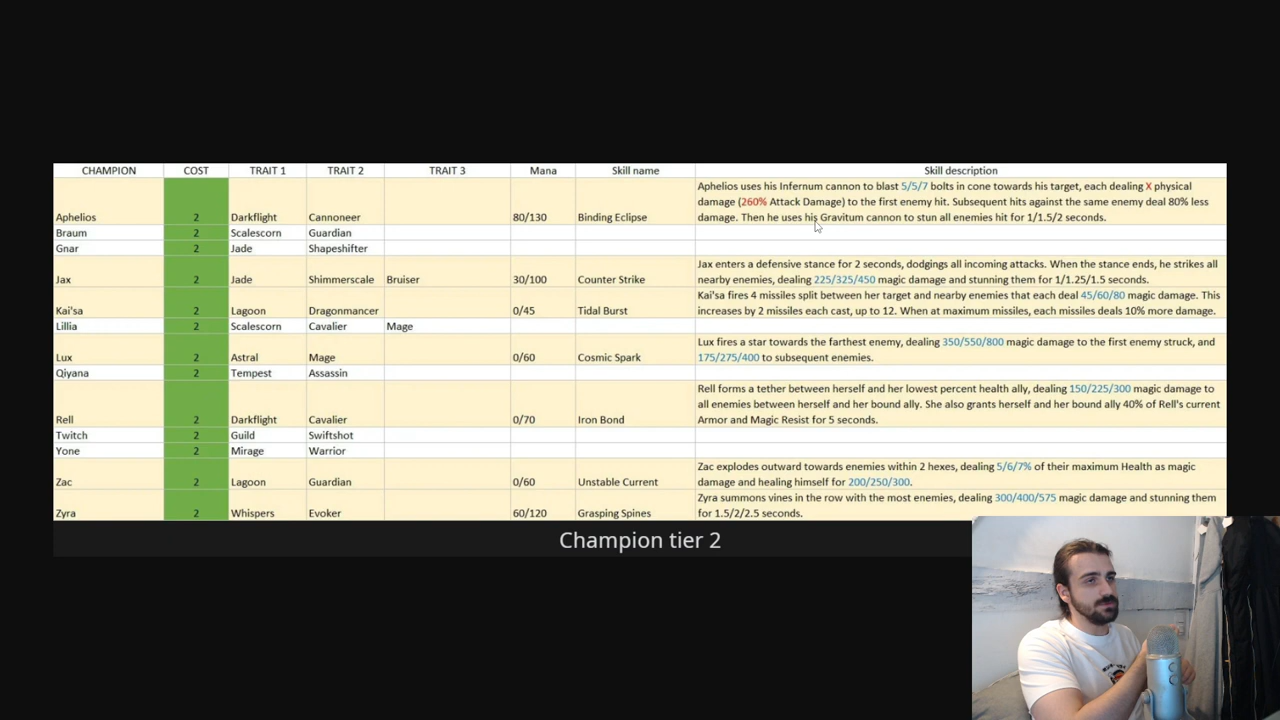 CHAMPION COST TRAIT 1 TRAIT 2 TRAIT 3 Mana Skill name Skill description
Aphelios uses his Infernum cannon to blast 5/5/7 bolts in cone towards his target, each dealing X physical
damage (260% Attack Damage) to the first enemy hit. Subsequent hits against the same enemy deal 80% less
Aphelios 2 Darkflight Cannoneer 80/130 Binding Eclipse damage. Then he uses his Gravitum cannon to stun all enemies hit for 1/1.5/2 seconds.
Braum 2 Scalescorn Guardian
Gnar 2 Jade Shapeshifter
Jax enters a defensive stance for 2 seconds, dodgings all incoming attacks. When the stance ends, he strikes all
Jax 2 Jade Shimmerscale Bruiser 30/100 Counter Strike nearby enemies, dealing 225/325/450 magic damage and stunning them for 1/1.25/1.5 seconds.
Kai'sa fires 4 missiles split between her target and nearby enemies that each deal 45/60/80 magic damage. This
Kai'sa 2 Lagoon Dragonmancer 0/45 Tidal Burst increases by 2 missiles each cast, up to 12. When at maximum missiles, each missiles deals 10% more damage.
Lillia 2 Scalescorn Cavalier Mage
Lux fires a star towards the farthest enemy, dealing 350/550/800 magic damage to the first enemy struck, and
Lux 2 Astral Mage 0/60 Cosmic Spark 175/275/400 to subsequent enemies.
Qiyana 2 Tempest Assassin
Rell forms a tether between herself and her lowest percent health ally, dealing 150/225/300 magic damage to
all enemies between herself and her bound ally. She also grants herself and her bound ally 40% of Rell's current
Rell 2 Darkflight Cavalier 0/70 Iron Bond Armor and Magic Resist for 5 seconds.
Twitch 2 Guild Swiftshot
Yone 2 Mirage Warrior
Zac explodes outward towards enemies within 2 hexes, dealing 5/6/7% of their maximum Health as magic
Zac 2 Lagoon Guardian 0/60 Unstable Current damage and healing himself for 200/250/300.
Zyra summons vines in the row with the most enemies, dealing 300/400/575 magic damage and stunning them
Zyra 2 Whispers Evoker 60/120 Grasping Spines for 1.5/2/2.5 seconds.
Champion tier 2